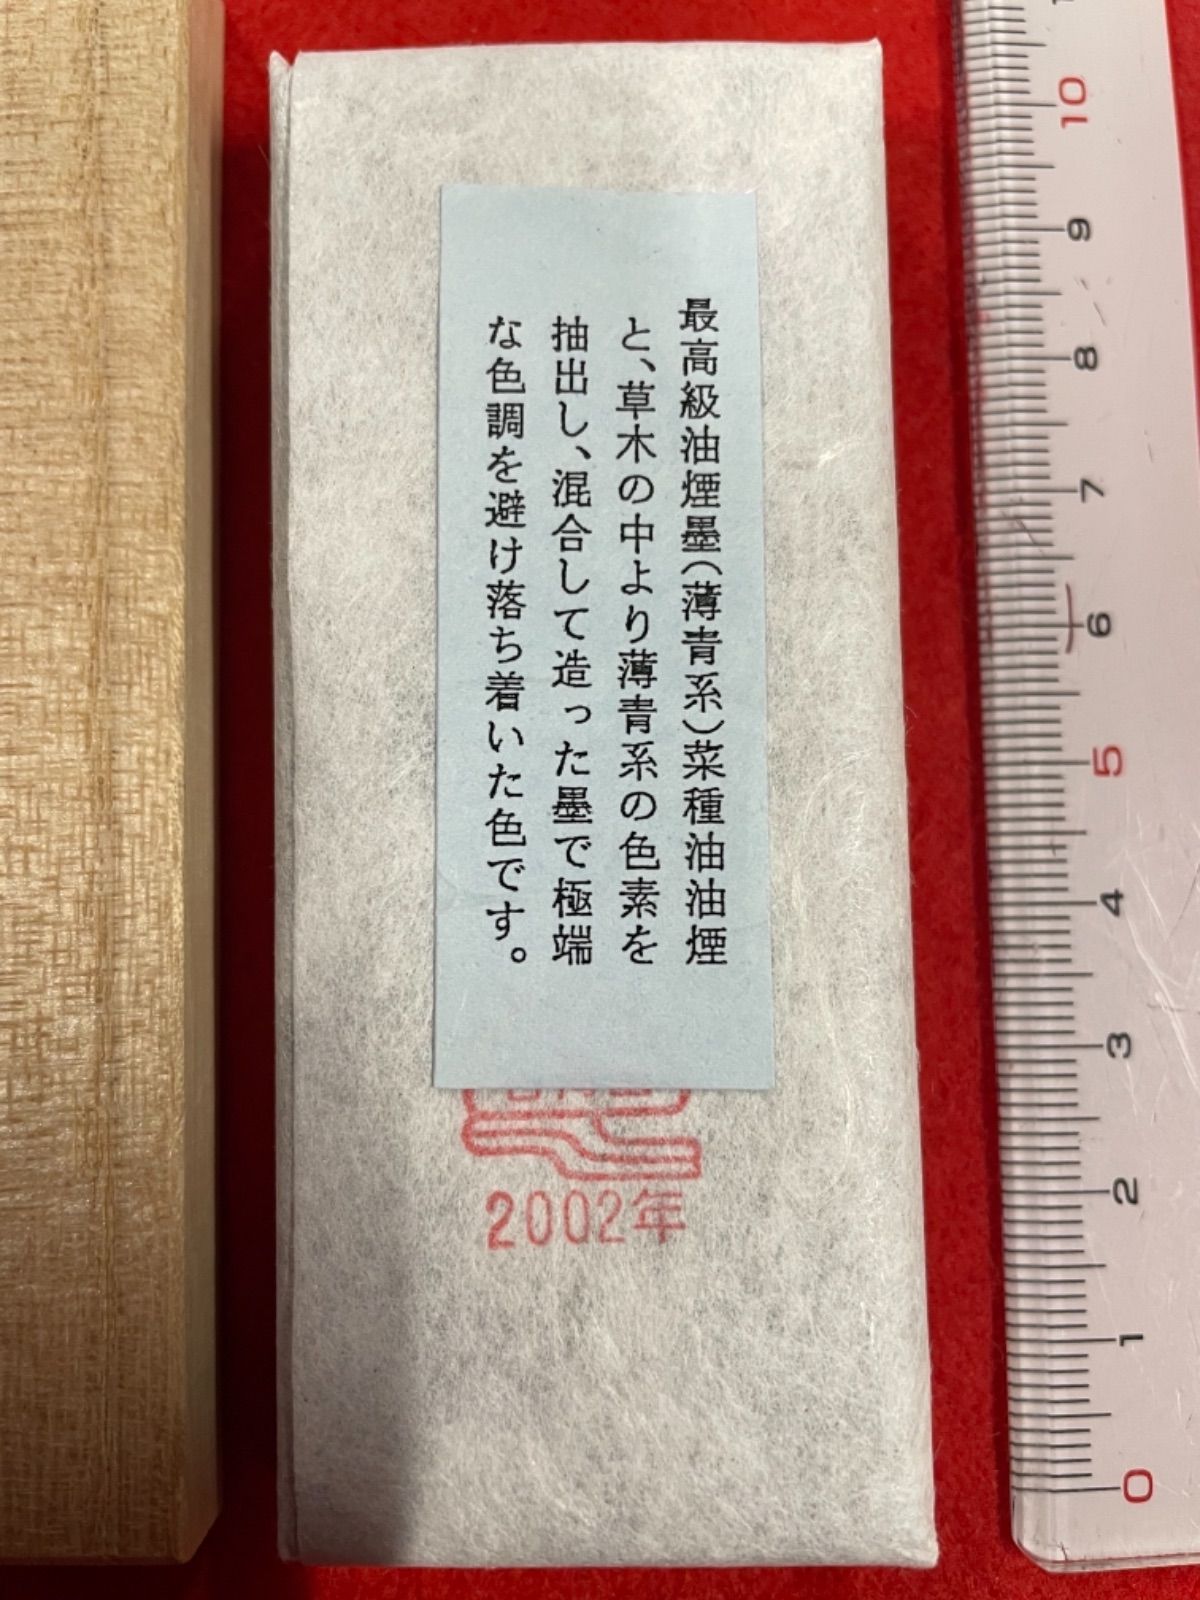 最高級油煙墨(薄青系)菜種油油煙
と、草木の中より薄青系の色素を
抽出し、混合して造った墨で極端
な色調を避け落ち着いた色です。
2002年
10
9
8
7
6
5
4
3
2
1
0